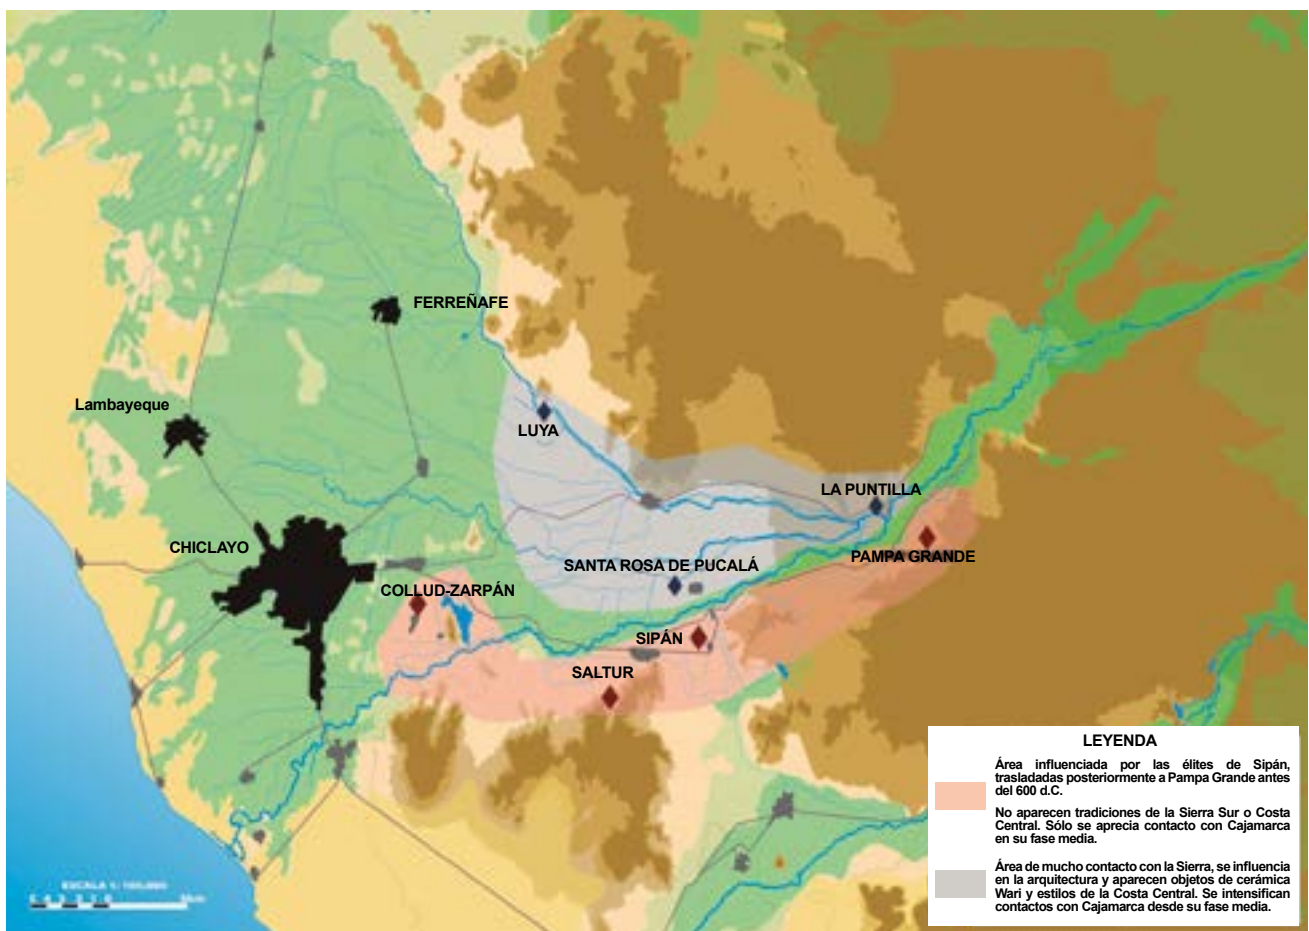 FERREÑAFE
Lambayeque
LUYA
LA PUNTILLA
CHICLAYO
PAMPA GRANDE
SANTA ROSA DE PUCALÁ
COLLUD-ZARPÁN
SIPÁN
SALTUR
LEYENDA
Área influenciada por las élites de Sipán,
trasladadas posteriormente a Pampa Grande antes
del 600 d.C.
No aparecen tradiciones de la Sierra Sur o Costa
Central. Sólo se aprecia contacto con Cajamarca
en su fase media.
Área de mucho contacto con la Sierra, se influencia
en la arquitectura y aparecen objetos de cerámica
Wari y estilos de la Costa Central. Se intensifican
contactos con Cajamarca desde su fase media.
ESCALA